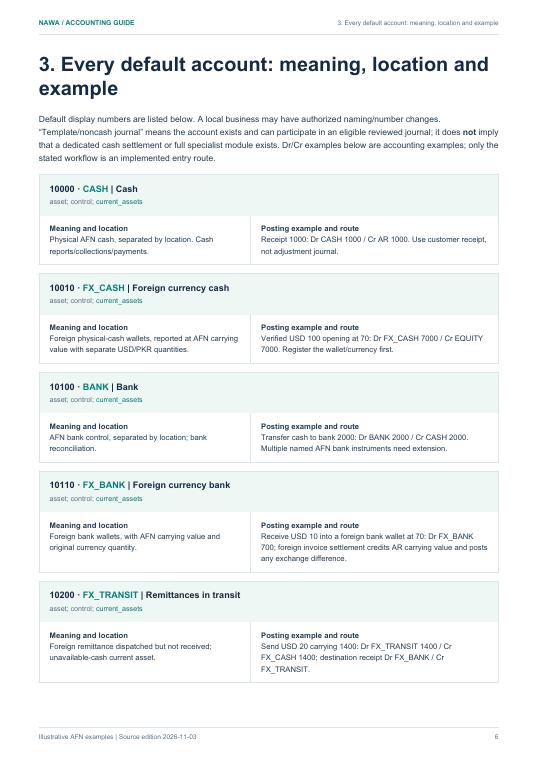 NAWA / ACCOUNTING GUIDE
3. Every default account: meaning, location and example
3. Every default account: meaning, location and
example
Default display numbers are listed below. A local business may have authorized naming/number changes.
“Template/noncash journal” means the account exists and can participate in an eligible reviewed journal; it does not imply
that a dedicated cash settlement or full specialist module exists. Dr/Cr examples below are accounting examples; only the
stated workflow is an implemented entry route.
10000 · CASH | Cash
asset; control; current_assets
Meaning and location
Physical AFN cash, separated by location. Cash
reports/collections/payments.
Posting example and route
Receipt 1000: Dr CASH 1000 / Cr AR 1000. Use customer receipt,
not adjustment journal.
10010 · FX_CASH | Foreign currency cash
asset; control; current_assets
Meaning and location
Foreign physical-cash wallets, reported at AFN carrying
value with separate USD/PKR quantities.
Posting example and route
Verified USD 100 opening at 70: Dr FX_CASH 7000 / Cr EQUITY
7000. Register the wallet/currency first.
10100 · BANK | Bank
asset; control; current_assets
Meaning and location
AFN bank control, separated by location; bank
reconciliation.
Posting example and route
Transfer cash to bank 2000: Dr BANK 2000 / Cr CASH 2000.
Multiple named AFN bank instruments need extension.
10110 · FX_BANK | Foreign currency bank
asset; control; current_assets
Meaning and location
Foreign bank wallets, with AFN carrying value and
original currency quantity.
Posting example and route
Receive USD 10 into a foreign bank wallet at 70: Dr FX_BANK
700; foreign invoice settlement credits AR carrying value and posts
any exchange difference.
10200 · FX_TRANSIT | Remittances in transit
asset; control; current_assets
Meaning and location
Foreign remittance dispatched but not received;
unavailable-cash current asset.
Posting example and route
Send USD 20 carrying 1400: Dr FX_TRANSIT 1400 / Cr
FX_CASH 1400; destination receipt Dr FX_BANK / Cr
FX_TRANSIT.
Illustrative AFN examples | Source edition 2026-11-03
6